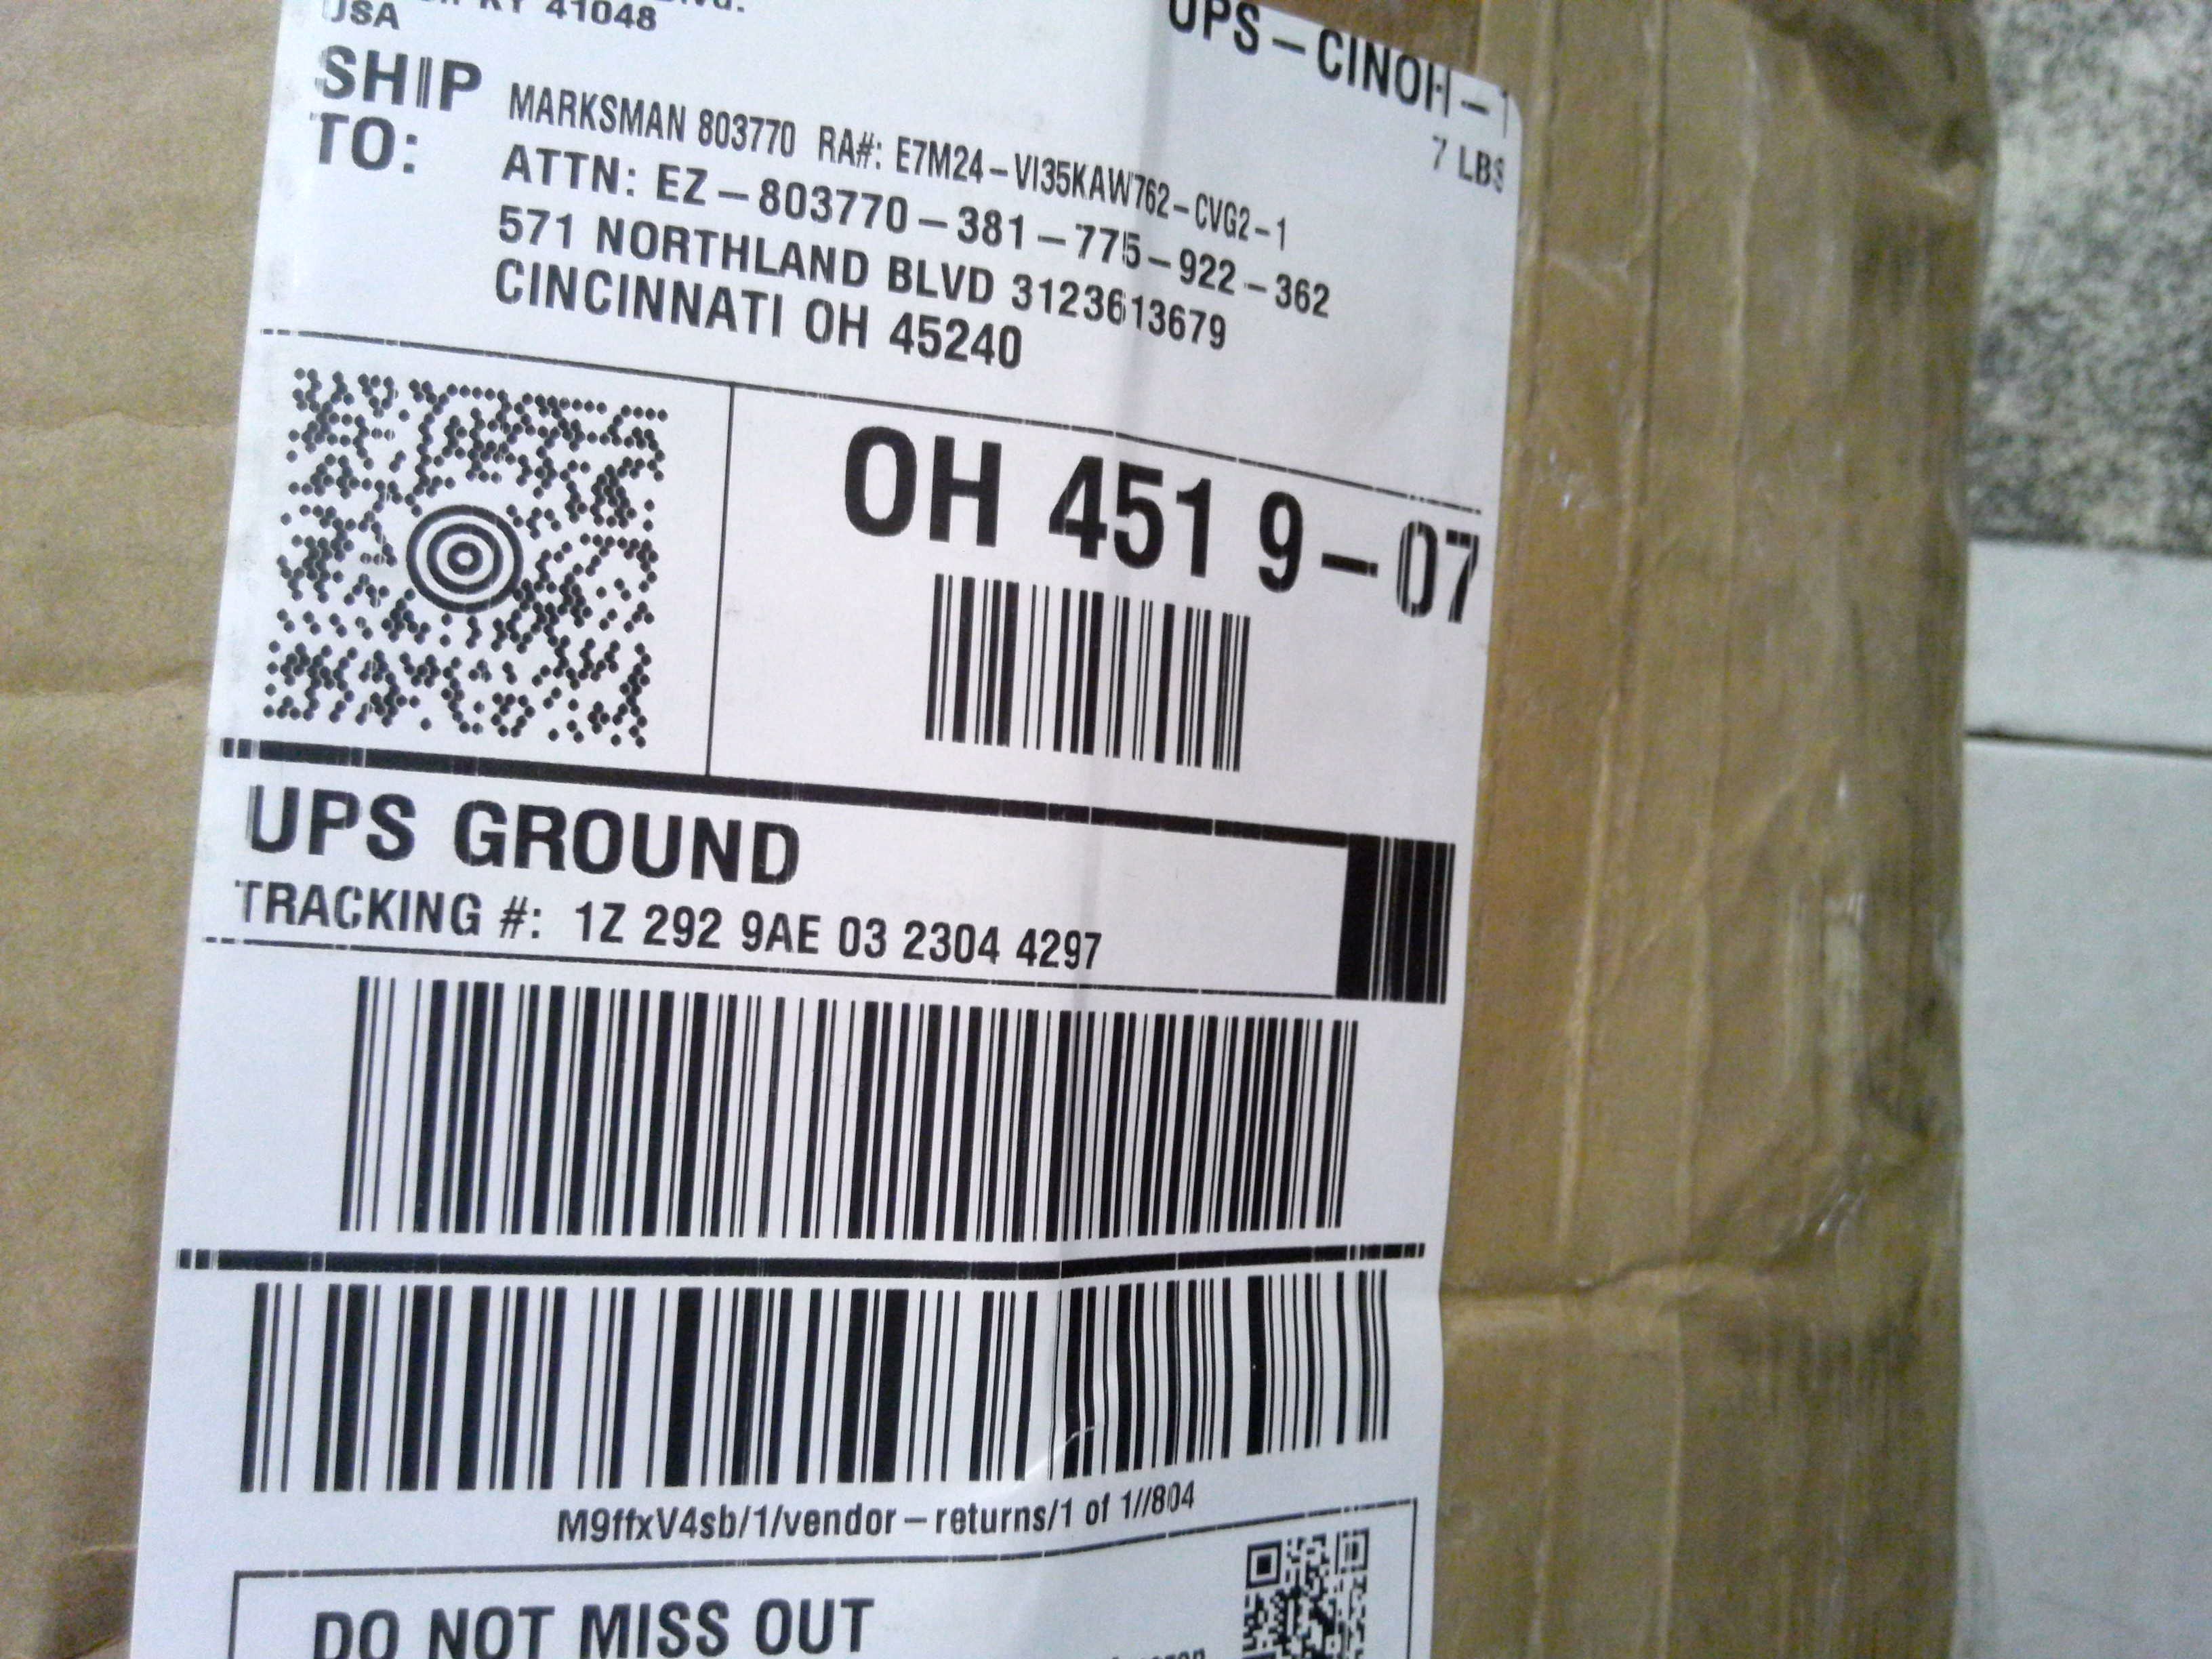 KY 41048
USA
UPS – CINOH –
7 LBS
SHIP
TO:
MARKSMAN 803770 RA#: E7M24 – VI35KAW762 – CVG2 – 1
ATTN: EZ – 803770 – 381 – 775 – 922 – 362
571 NORTHLAND BLVD 3123613679
CINCINNATI OH 45240
OH 451 9 – 07
UPS GROUND
TRACKING #: 1Z 292 9AE 03 2304 4297
M9ffxV4sb/1/vendor – returns/1 of 1//804
DO NOT MISS OUT